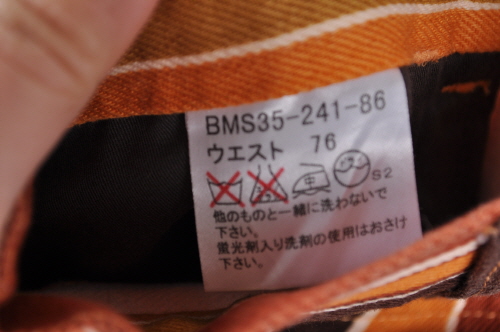 BMS35-241-86
ウエスト 76
中 S2
他のものと一緒に洗わないで
下さい。
蛍光剤入り洗剤の使用はおさけ
下さい。